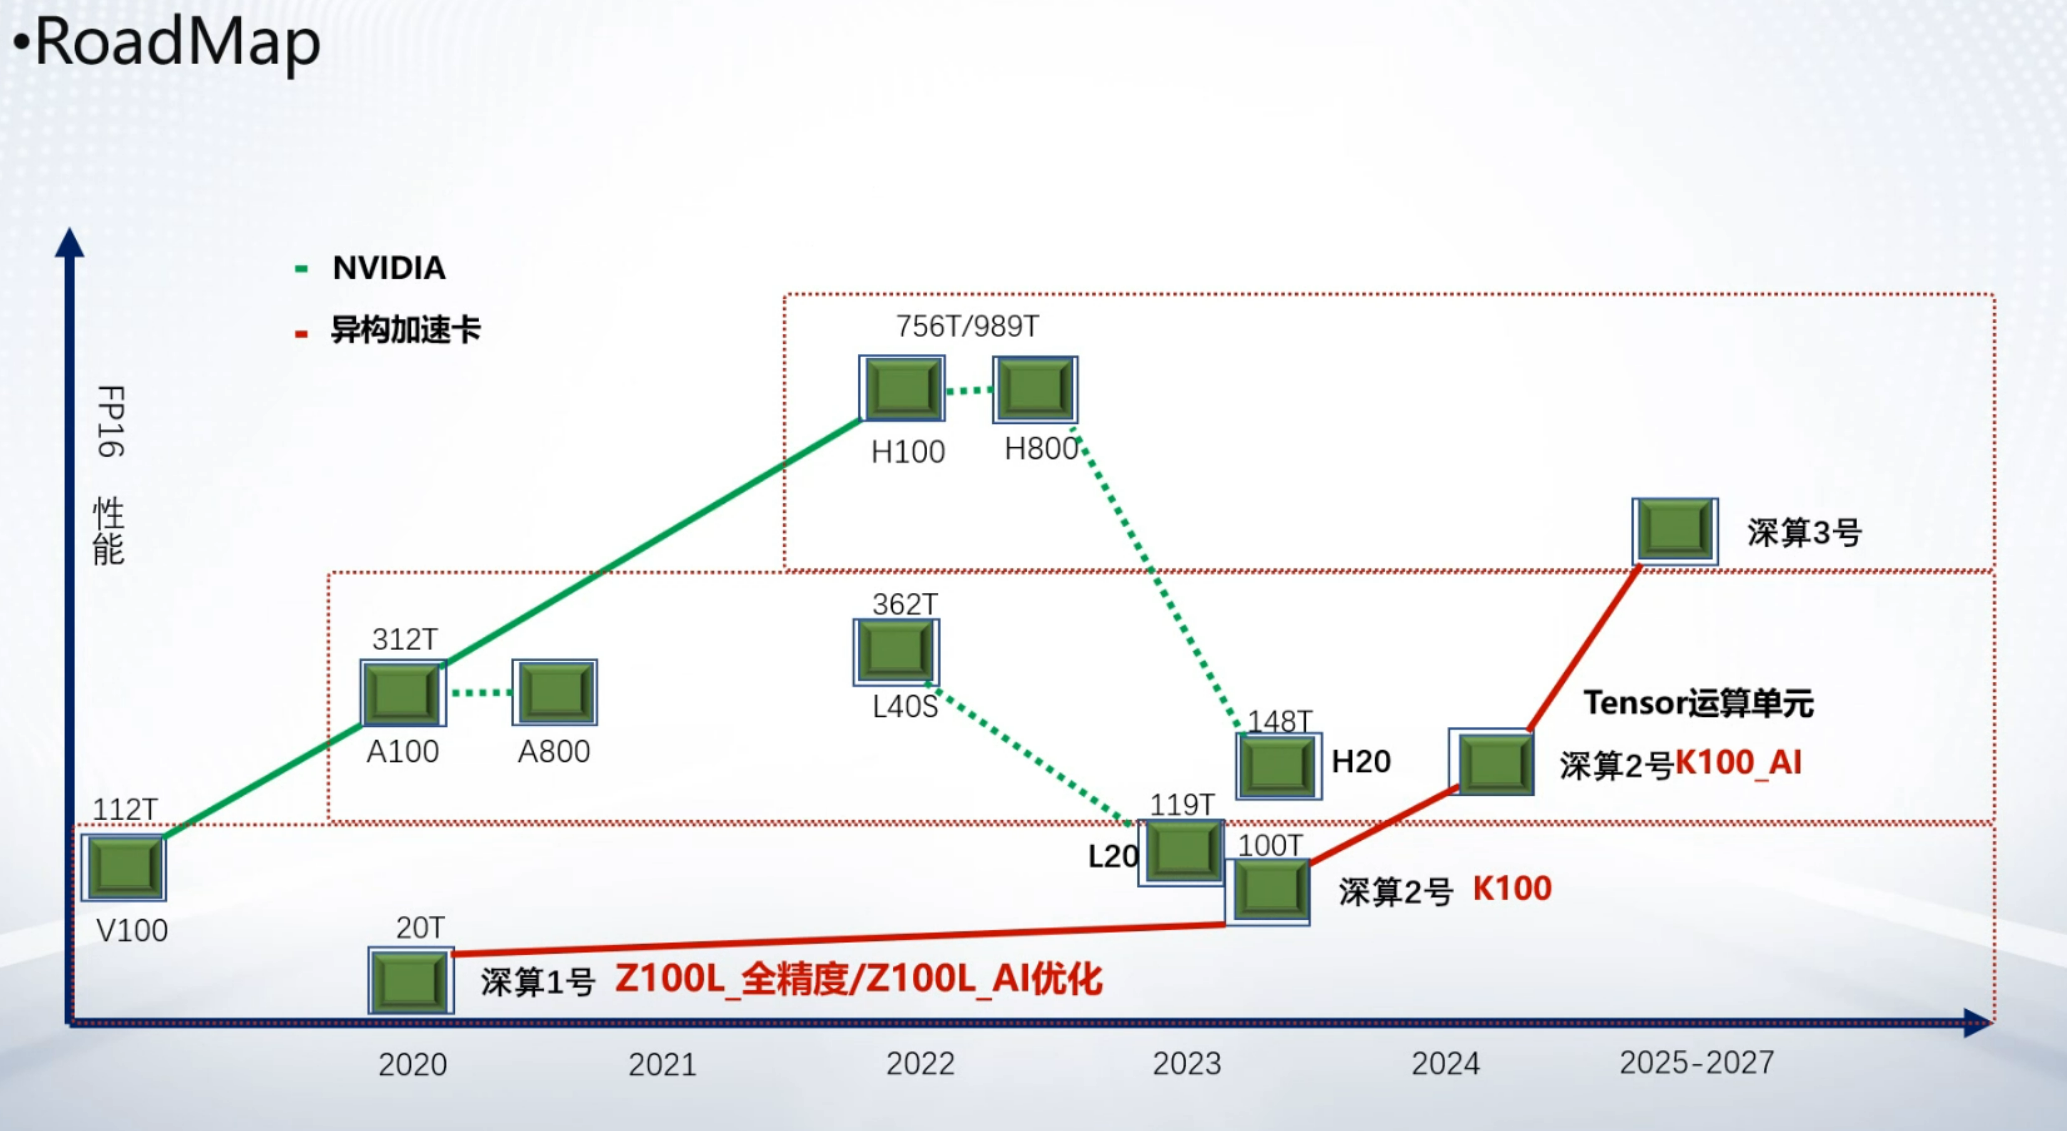 •RoadMap
NVIDIA
异构加速卡
FP16 性能
756T/989T
H100
H800
深算3号
312T
A100
A800
362T
L40S
148T
H20
Tensor运算单元
深算2号K100_AI
112T
V100
119T
L20
100T
深算2号 K100
20T
深算1号 Z100L_全精度/Z100L_AI优化
2020 2021 2022 2023 2024 2025-2027